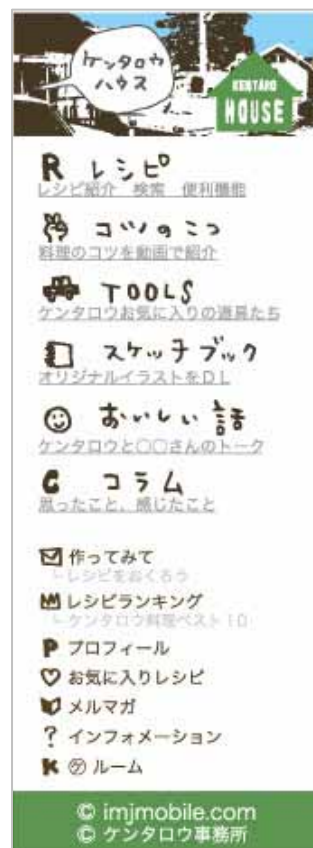 ケンタロウ
ハウス
KENTARO
HOUSE
R レシピ
レシピ紹介 検索 便利機能
コツのこつ
料理のコツを動画で紹介
TOOLS
ケンタロウお気に入りの道具たち
スケッチブック
オリジナルイラストをDL
おいしい話
ケンタロウと〇〇さんのトーク
C コラム
思ったこと、感じたこと
作ってみて
└レシピをおくろう
レシピランキング
└ケンタロウ料理ベスト10
P プロフィール
お気に入りレシピ
メルマガ
? インフォメーション
K ㋘ ルーム
© imjmobile.com
© ケンタロウ事務所